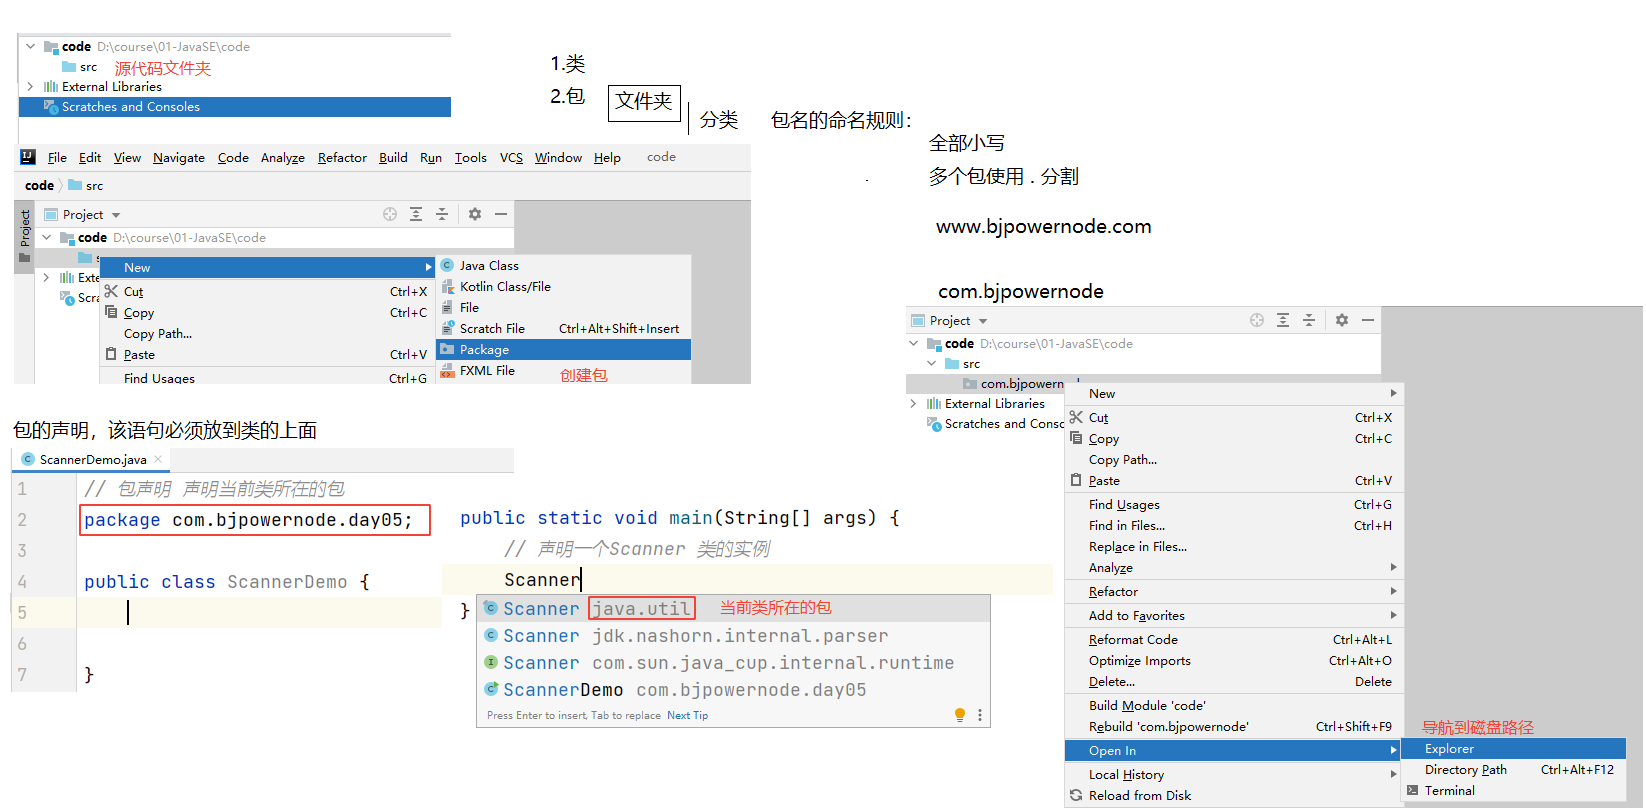 code D:\course\01-JavaSE\code
src 源代码文件夹
External Libraries
Scratches and Consoles
1.类
2.包
文件夹
分类
包名的命名规则：
全部小写
多个包使用 . 分割
www.bjpowernode.com
com.bjpowernode
File Edit View Navigate Code Analyze Refactor Build Run Tools VCS Window Help code
code src
Project
Project
code D:\course\01-JavaSE\code
s
Exte
Scra
New
Cut Ctrl+X
Copy Ctrl+C
Copy Path...
Paste Ctrl+V
Find Usages Ctrl+G
Java Class
Kotlin Class/File
File
Scratch File Ctrl+Alt+Shift+Insert
Package
FXML File
创建包
包的声明，该语句必须放到类的上面
ScannerDemo.java
1 // 包声明 声明当前类所在的包
2 package com.bjpowernode.day05;
3
4 public class ScannerDemo {
5
6
7 }
public static void main(String[] args) {
// 声明一个Scanner 类的实例
Scanner
}
Scanner java.util 当前类所在的包
Scanner jdk.nashorn.internal.parser
Scanner com.sun.java_cup.internal.runtime
ScannerDemo com.bjpowernode.day05
Press Enter to insert, Tab to replace Next Tip
Project
code D:\course\01-JavaSE\code
src
com.bjpowern
External Libraries
Scratches and Consc
New
Cut Ctrl+X
Copy Ctrl+C
Copy Path...
Paste Ctrl+V
Find Usages Ctrl+G
Find in Files... Ctrl+H
Replace in Files...
Analyze
Refactor
Add to Favorites
Reformat Code Ctrl+Alt+L
Optimize Imports Ctrl+Alt+O
Delete... Delete
Build Module 'code'
Rebuild 'com.bjpowernode' Ctrl+Shift+F9
Open In
Local History
Reload from Disk
导航到磁盘路径
Explorer
Directory Path Ctrl+Alt+F12
Terminal